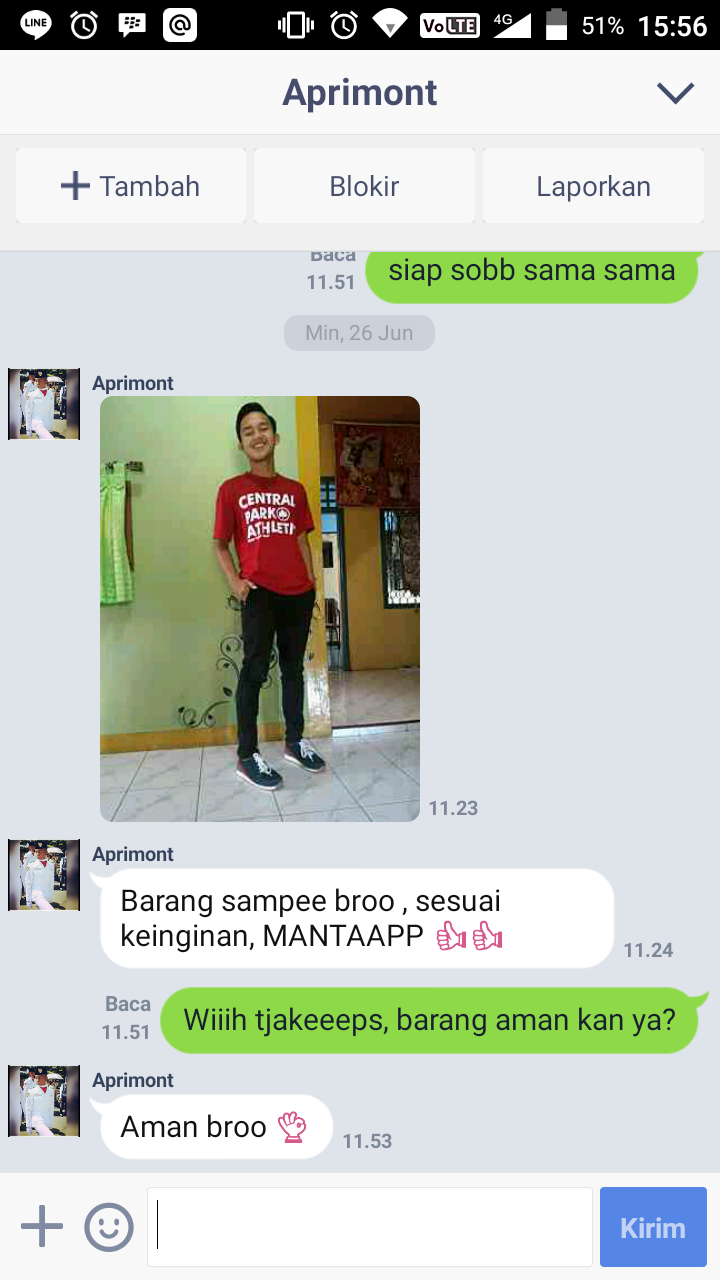 LINE
4G
VoLTE
51%
15:56
Aprimont
Tambah
Blokir
Laporkan
Baca
11.51
siap sobb sama sama
Min, 26 Jun
Aprimont
CENTRAL
PARK
ATHLETI
11.23
Aprimont
Barang sampee broo , sesuai
keinginan, MANTAAPP
11.24
Baca
11.51
Wiiih tjakeeeps, barang aman kan ya?
Aprimont
Aman broo
11.53
Kirim